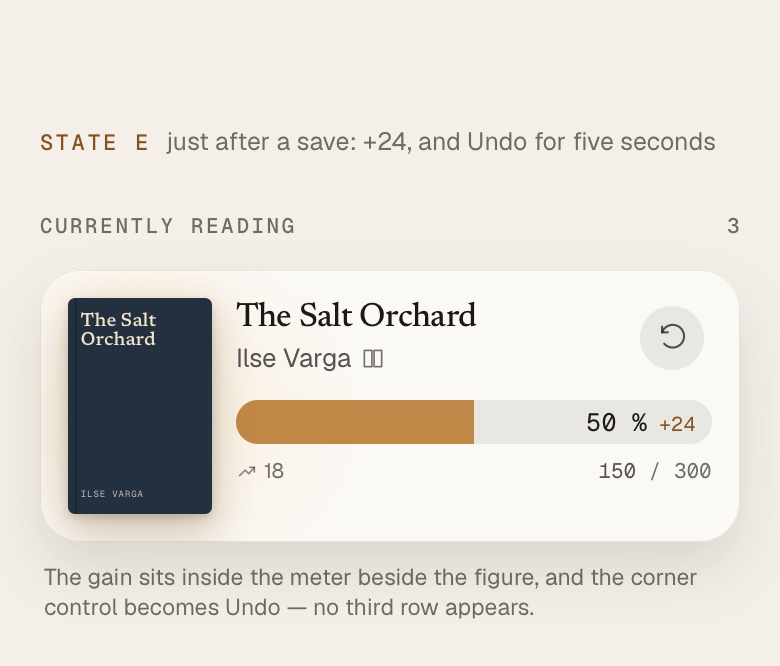 STATE E just after a save: +24, and Undo for five seconds
CURRENTLY READING 3
The Salt
Orchard
ILSE VARGA
The Salt Orchard
Ilse Varga
50 % +24
18 150 / 300
The gain sits inside the meter beside the figure, and the corner
control becomes Undo — no third row appears.